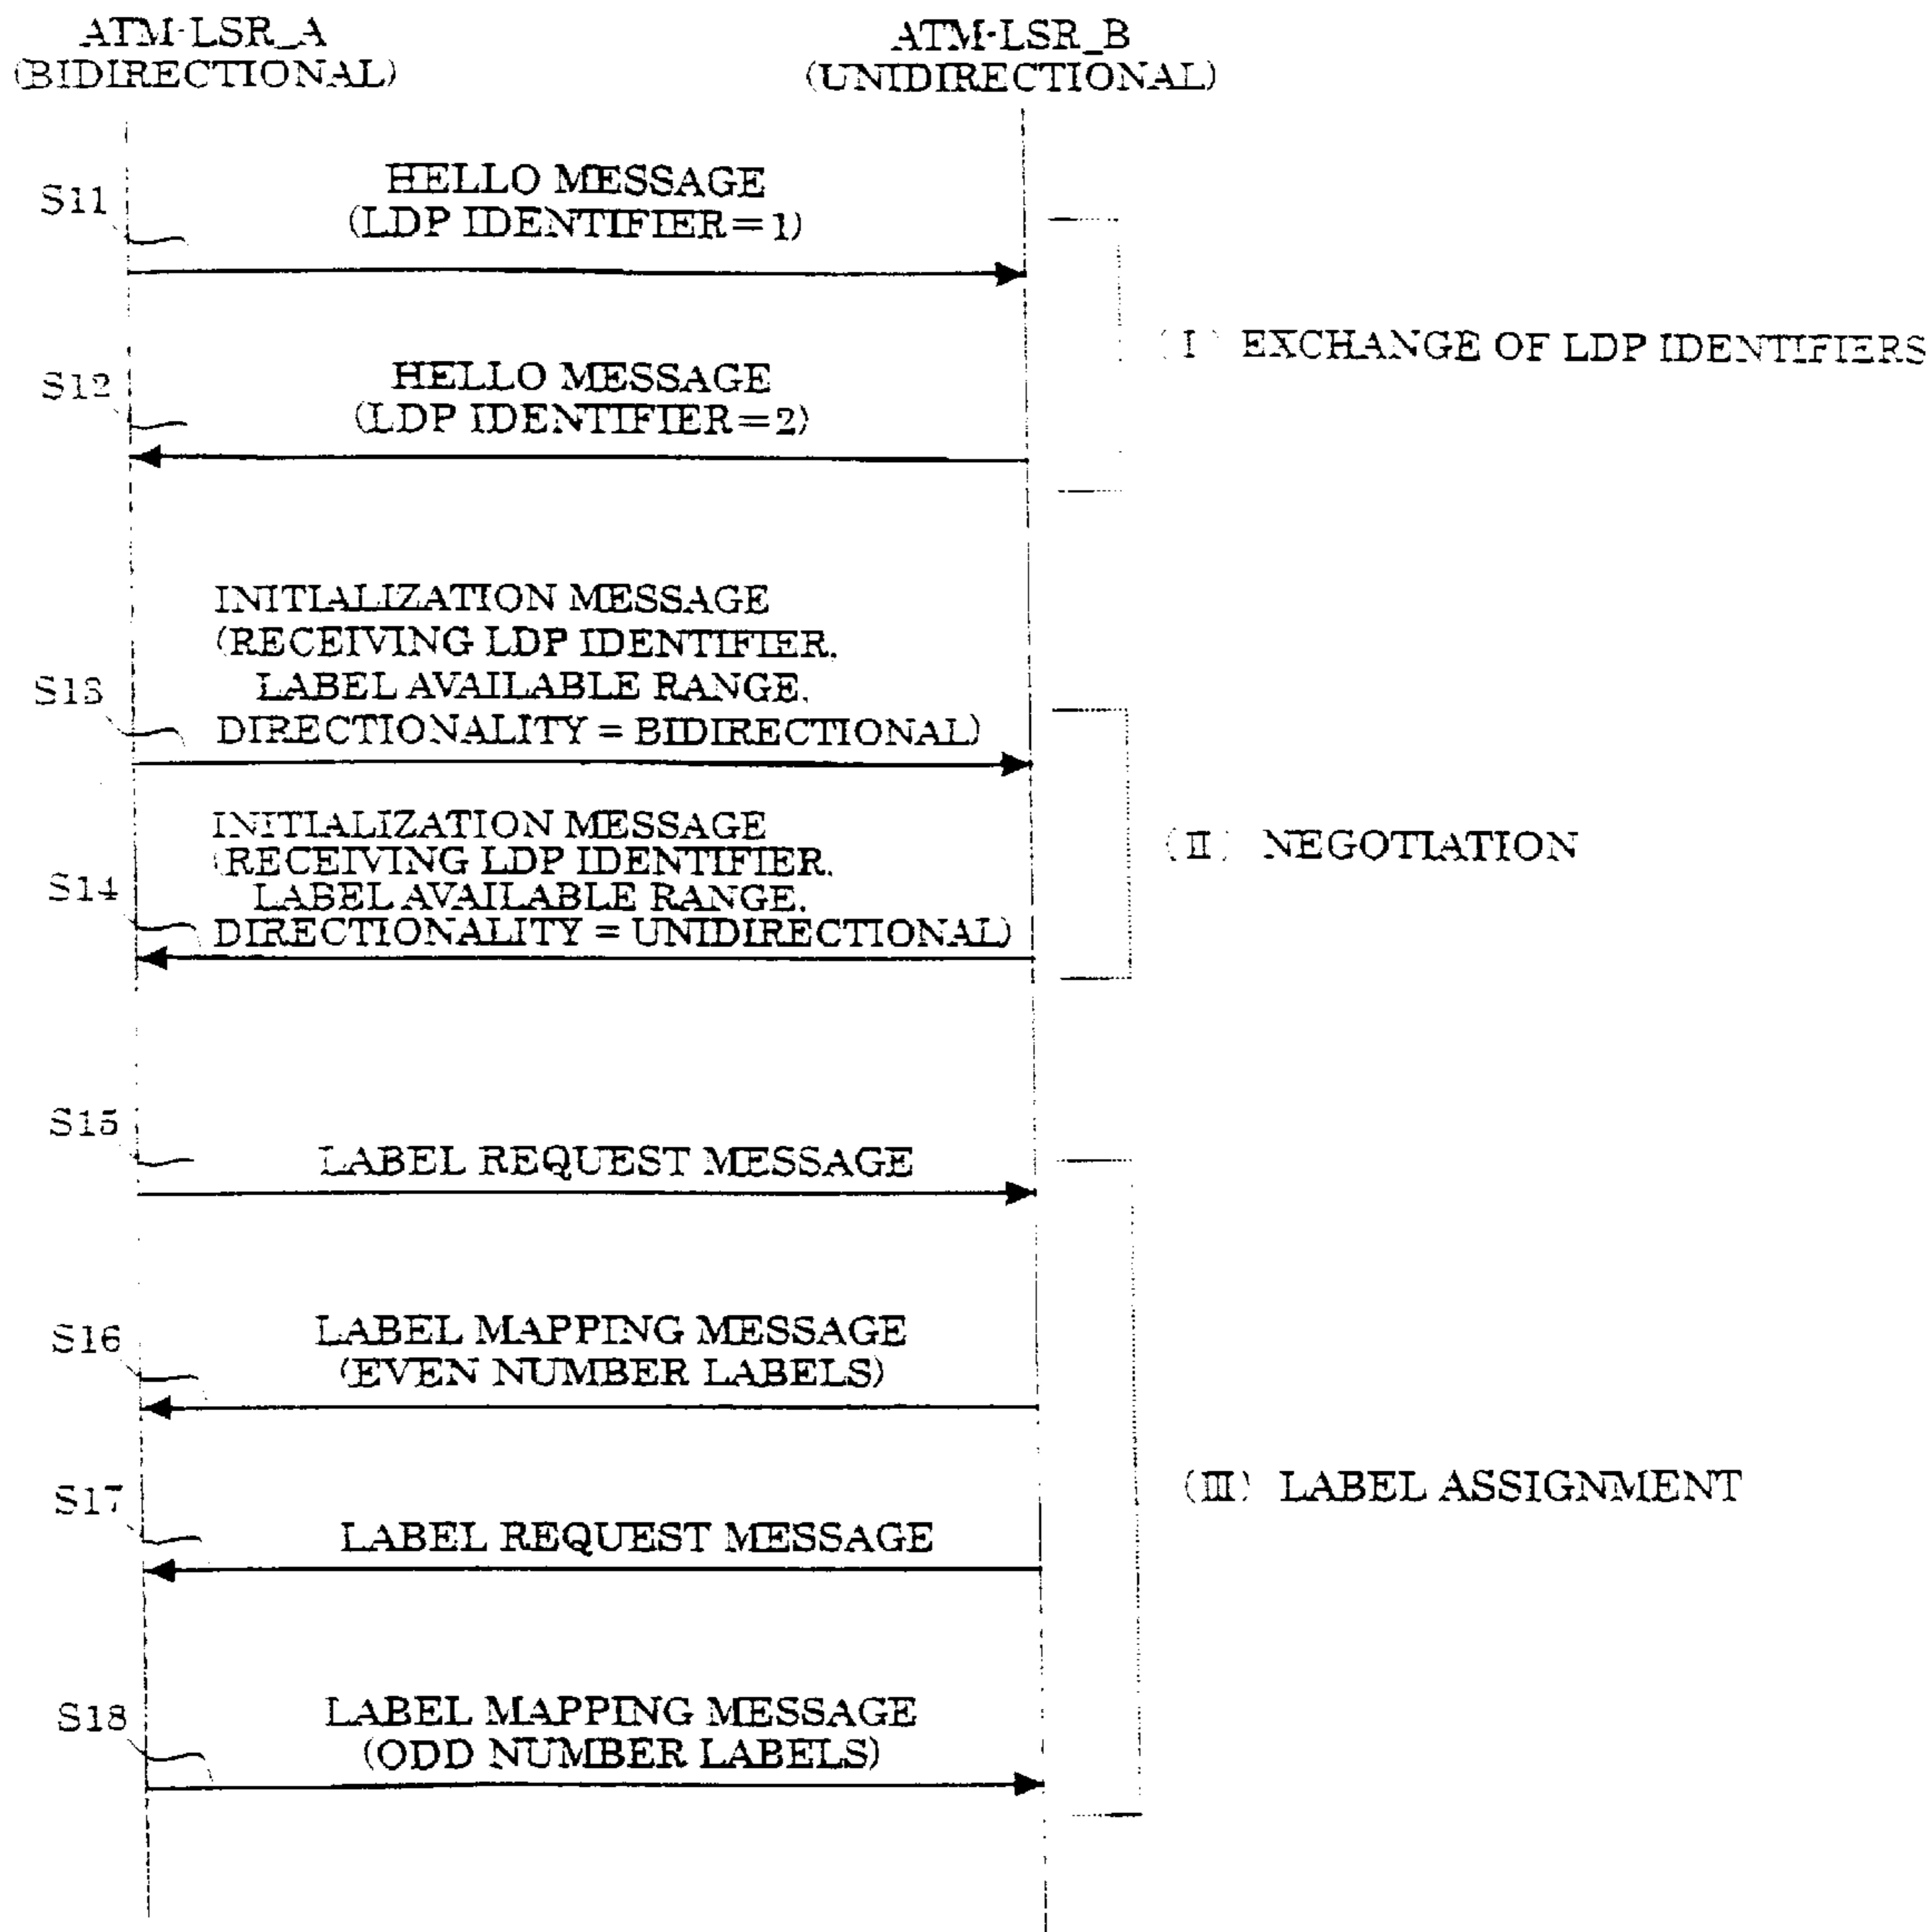 ATM-LSR_A
(BIDIRECTIONAL)
ATM-LSR_B
(UNIDIRECTIONAL)
S11
HELLO MESSAGE
(LDP IDENTIFIER=1)
(I) EXCHANGE OF LDP IDENTIFIERS
S12
HELLO MESSAGE
(LDP IDENTIFIER=2)
S13
INITIALIZATION MESSAGE
(RECEIVING LDP IDENTIFIER,
LABEL AVAILABLE RANGE,
DIRECTIONALITY = BIDIRECTIONAL)
(II) NEGOTIATION
S14
INITIALIZATION MESSAGE
(RECEIVING LDP IDENTIFIER,
LABEL AVAILABLE RANGE,
DIRECTIONALITY = UNIDIRECTIONAL)
S15
LABEL REQUEST MESSAGE
S16
LABEL MAPPING MESSAGE
(EVEN NUMBER LABELS)
(III) LABEL ASSIGNMENT
S17
LABEL REQUEST MESSAGE
S18
LABEL MAPPING MESSAGE
(ODD NUMBER LABELS)